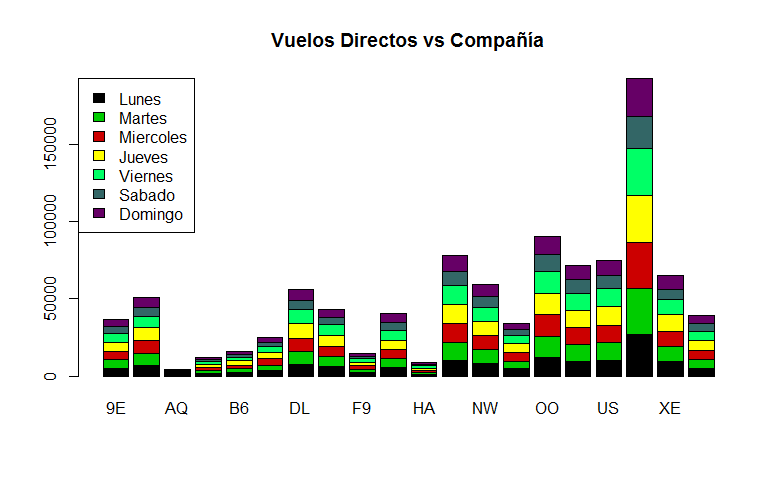 Vuelos Directos vs Compañía
Lunes
Martes
Miercoles
Jueves
Viernes
Sabado
Domingo
150000
100000
50000
0
9E AQ B6 DL F9 HA NW OO US XE